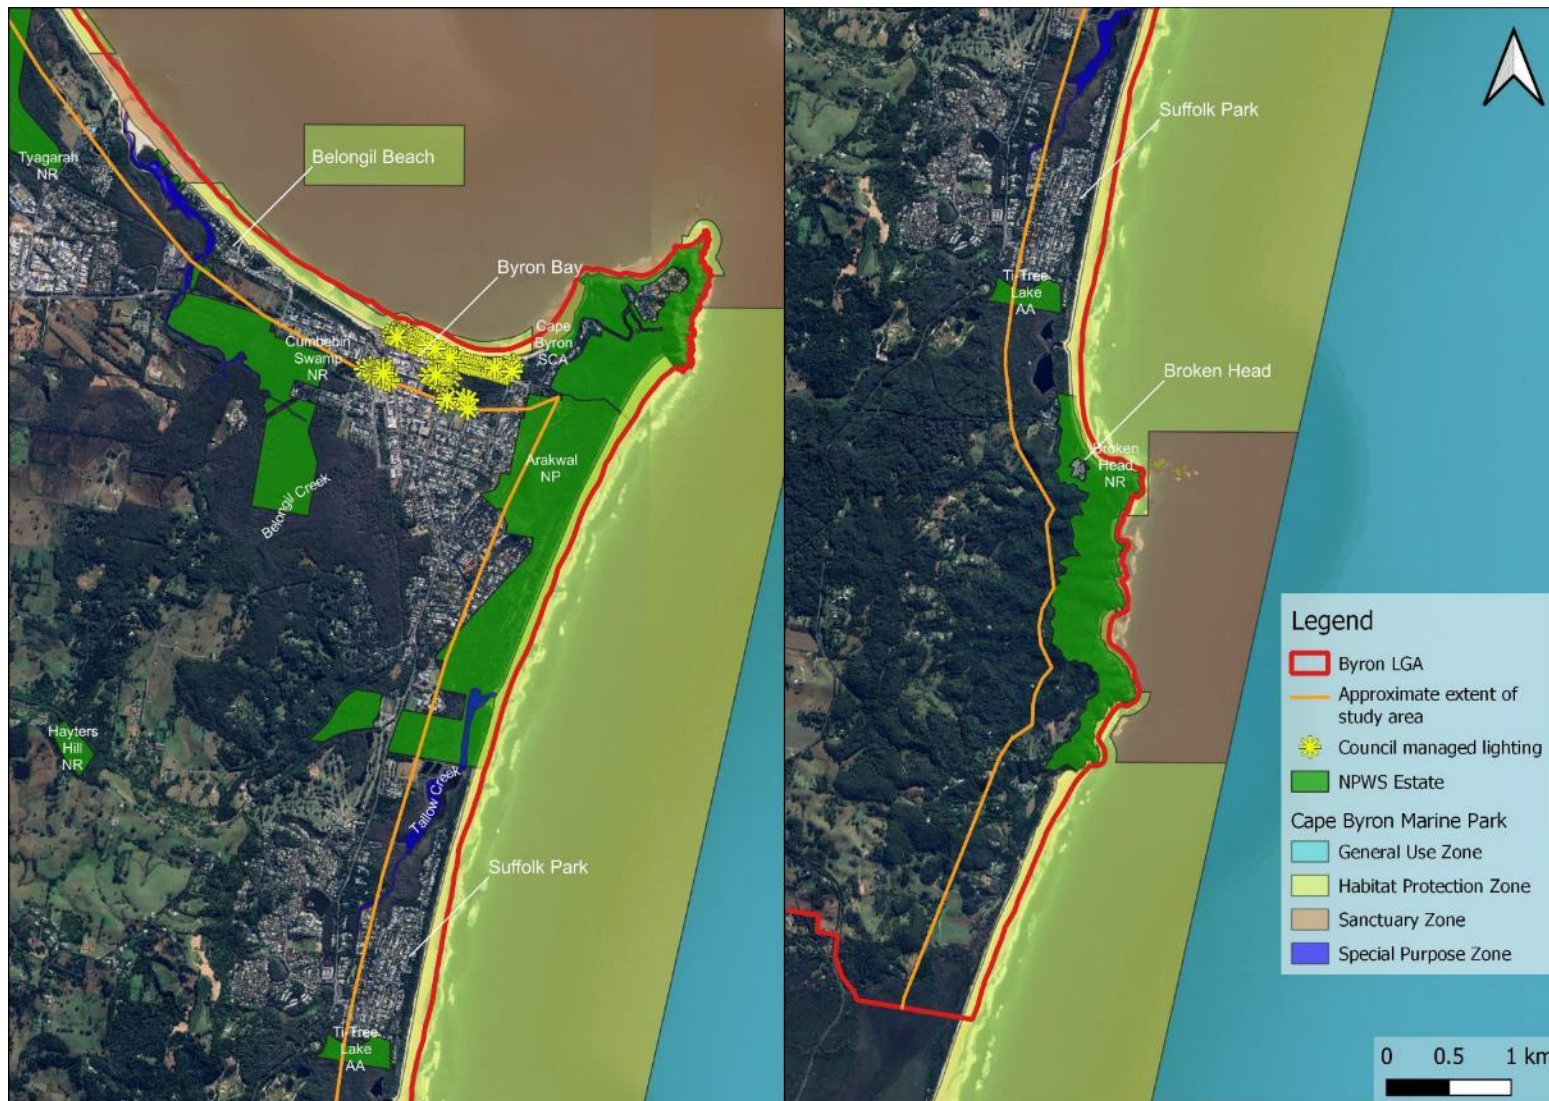 Tyagarah
NR
Belongil Beach
Byron Bay
Cape
Byron
SCA
Cumbebin
Swamp
NR
Arakwal
NP
Belongil Creek
Hayters
Hill
NR
Tallow Creek
Suffolk Park
Ti-Tree
Lake
AA
Suffolk Park
Ti-Tree
Lake
AA
Broken Head
Broken
Head
NR
Legend
Byron LGA
Approximate extent of
study area
Council managed lighting
NPWS Estate
Cape Byron Marine Park
General Use Zone
Habitat Protection Zone
Sanctuary Zone
Special Purpose Zone
0 0.5 1 km